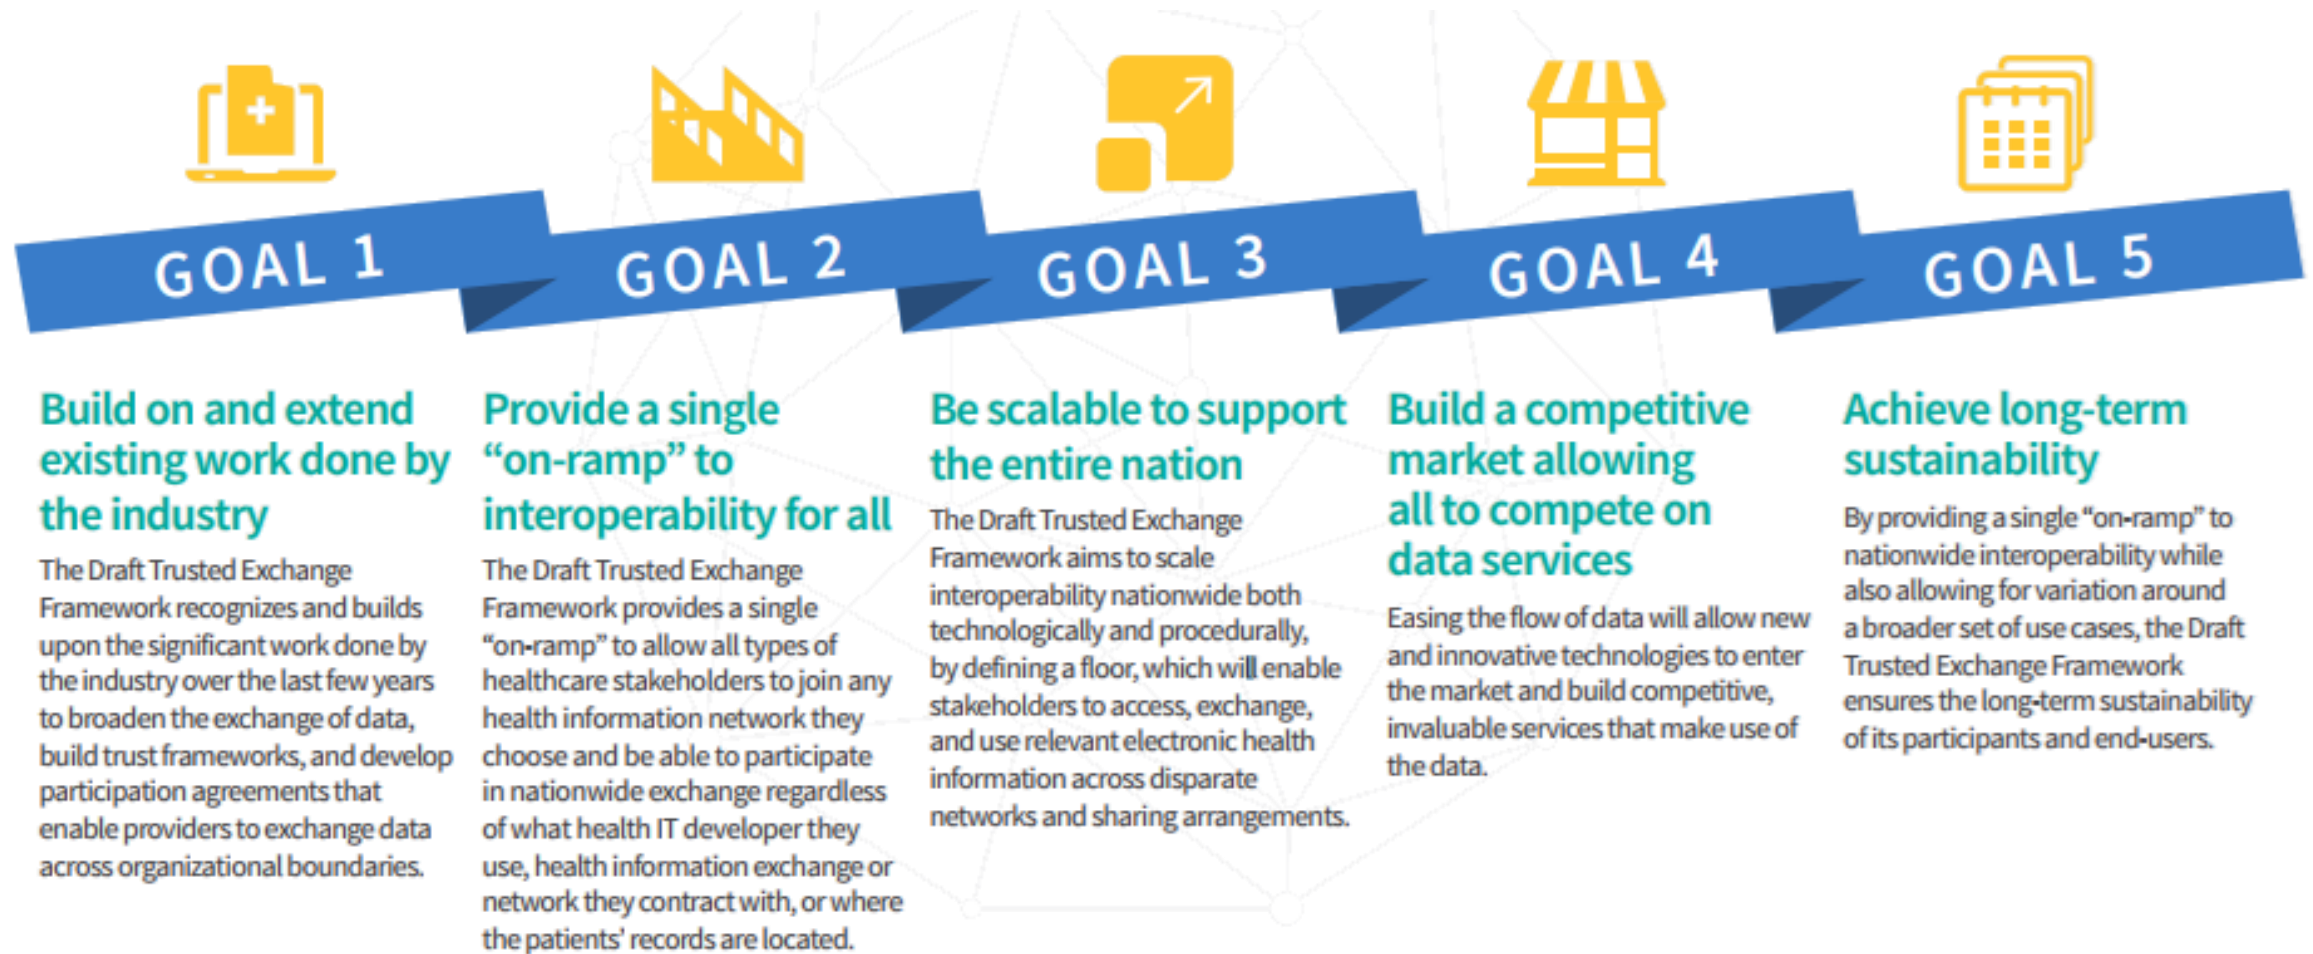 GOAL 1
Build on and extend
existing work done by
the industry
The Draft Trusted Exchange
Framework recognizes and builds
upon the significant work done by
the industry over the last few years
to broaden the exchange of data,
build trust frameworks, and develop
participation agreements that
enable providers to exchange data
across organizational boundaries.
GOAL 2
Provide a single
“on-ramp” to
interoperability for all
The Draft Trusted Exchange
Framework provides a single
“on-ramp” to allow all types of
healthcare stakeholders to join any
health information network they
choose and be able to participate
in nationwide exchange regardless
of what health IT developer they
use, health information exchange or
network they contract with, or where
the patients’ records are located.
GOAL 3
Be scalable to support
the entire nation
The Draft Trusted Exchange
Framework aims to scale
interoperability nationwide both
technologically and procedurally,
by defining a floor, which will enable
stakeholders to access, exchange,
and use relevant electronic health
information across disparate
networks and sharing arrangements.
GOAL 4
Build a competitive
market allowing
all to compete on
data services
Easing the flow of data will allow new
and innovative technologies to enter
the market and build competitive,
invaluable services that make use of
the data.
GOAL 5
Achieve long-term
sustainability
By providing a single “on-ramp” to
nationwide interoperability while
also allowing for variation around
a broader set of use cases, the Draft
Trusted Exchange Framework
ensures the long-term sustainability
of its participants and end-users.